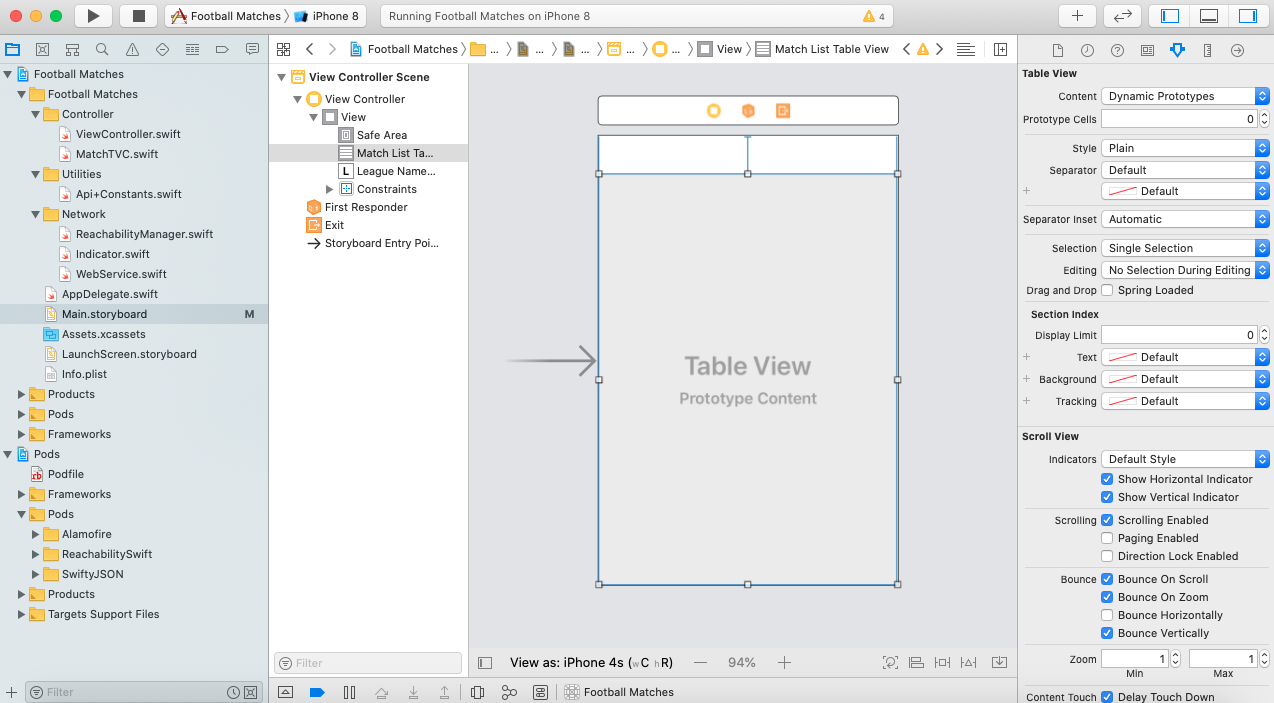 Football Matches iPhone 8
Running Football Matches on iPhone 8
4
Football Matches ... ... ... ... ... View Match List Table View
Football Matches
Football Matches
Controller
ViewController.swift
MatchTVC.swift
Utilities
Api+Constants.swift
Network
ReachabilityManager.swift
Indicator.swift
WebService.swift
AppDelegate.swift
Main.storyboard M
Assets.xcassets
LaunchScreen.storyboard
Info.plist
Products
Pods
Frameworks
Pods
Podfile
Frameworks
Pods
Alamofire
ReachabilitySwift
SwiftyJSON
Products
Targets Support Files
Filter
View Controller Scene
View Controller
View
Safe Area
Match List Ta...
L League Name...
Constraints
First Responder
Exit
Storyboard Entry Poi...
Filter
Table View
Prototype Content
View as: iPhone 4s (wC hR)
94%
Football Matches
Table View
Content Dynamic Prototypes
Prototype Cells 0
Style Plain
Separator Default
Default
Separator Inset Automatic
Selection Single Selection
Editing No Selection During Editing
Drag and Drop Spring Loaded
Section Index
Display Limit 0
Text Default
Background Default
Tracking Default
Scroll View
Indicators Default Style
Show Horizontal Indicator
Show Vertical Indicator
Scrolling Scrolling Enabled
Paging Enabled
Direction Lock Enabled
Bounce Bounce On Scroll
Bounce On Zoom
Bounce Horizontally
Bounce Vertically
Zoom 1 1
Min Max
Content Touch Delay Touch Down